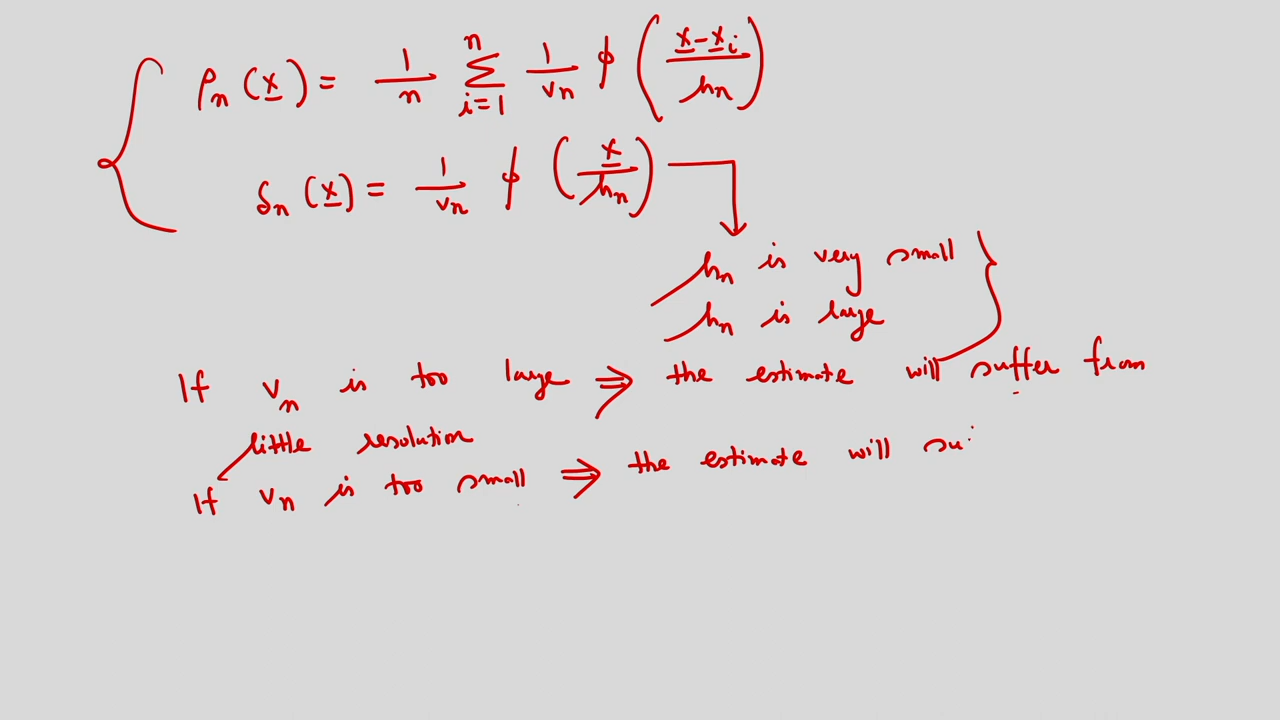 pₙ(x) = 1/n Σ_{i=1}^{n} 1/vₙ φ((x - xᵢ)/hₙ)
δₙ(x) = 1/vₙ φ(x/hₙ)
hₙ is very small
hₙ is large
If vₙ is too large ⇒ the estimate will suffer from
little resolution
If vₙ is too small ⇒ the estimate will su